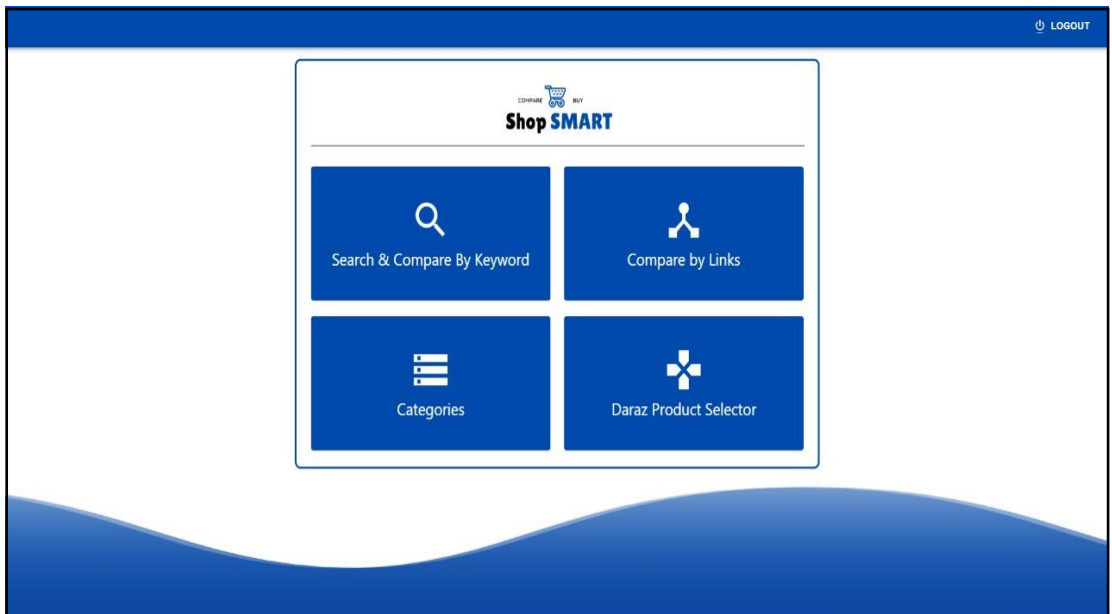 LOGOUT
COMPARE BUY
Shop SMART
Search & Compare By Keyword
Compare by Links
Categories
Daraz Product Selector